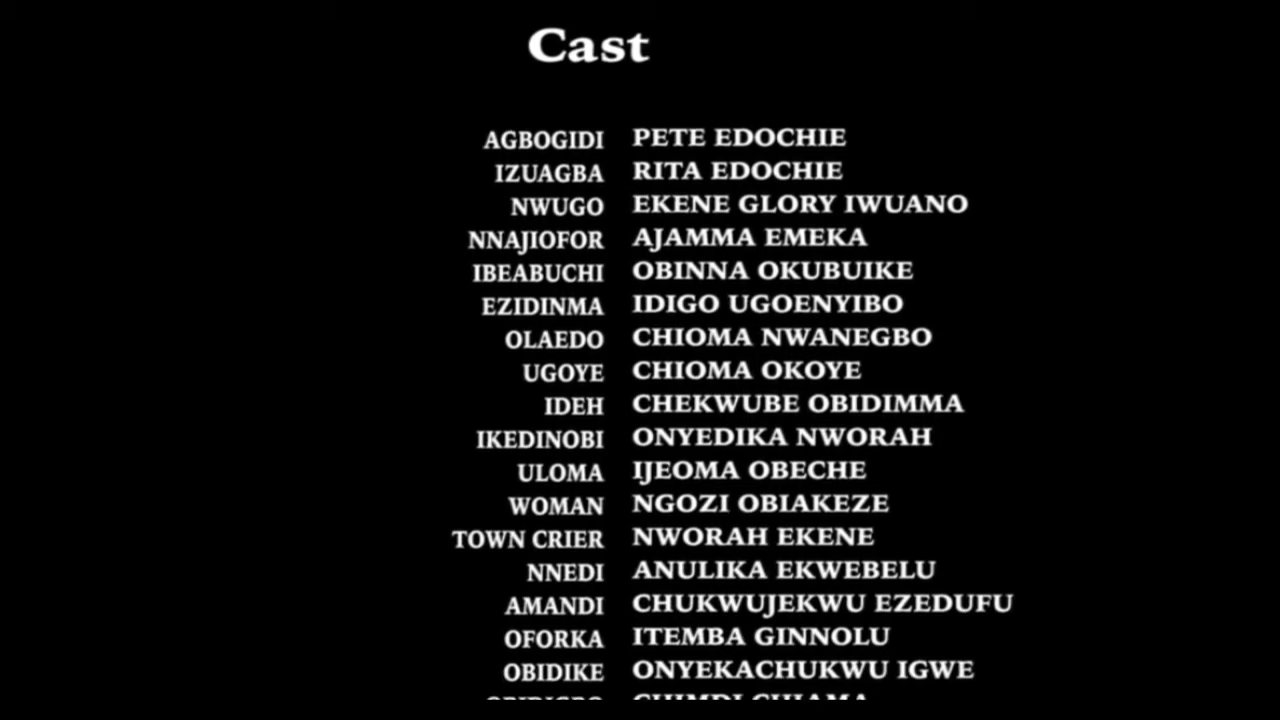 Cast
AGBOGIDI PETE EDOCHIE
IZUAGBA RITA EDOCHIE
NWUGO EKENE GLORY IWUANO
NNAJIOFOR AJAMMA EMEKA
IBEABUCHI OBINNA OKUBUIKE
EZIDINMA IDIGO UGOENYIBO
OLAEDO CHIOMA NWANEGBO
UGOYE CHIOMA OKOYE
IDEH CHEKWUBE OBIDIMMA
IKEDINOBI ONYEDIKA NWORAH
ULOMA IJEOMA OBECHE
WOMAN NGOZI OBIAKEZE
TOWN CRIER NWORAH EKENE
NNEDI ANULIKA EKWEBELU
AMANDI CHUKWUJEKWU EZEDUFU
OFORKA ITEMBA GINNOLU
OBIDIKE ONYEKACHUKWU IGWE